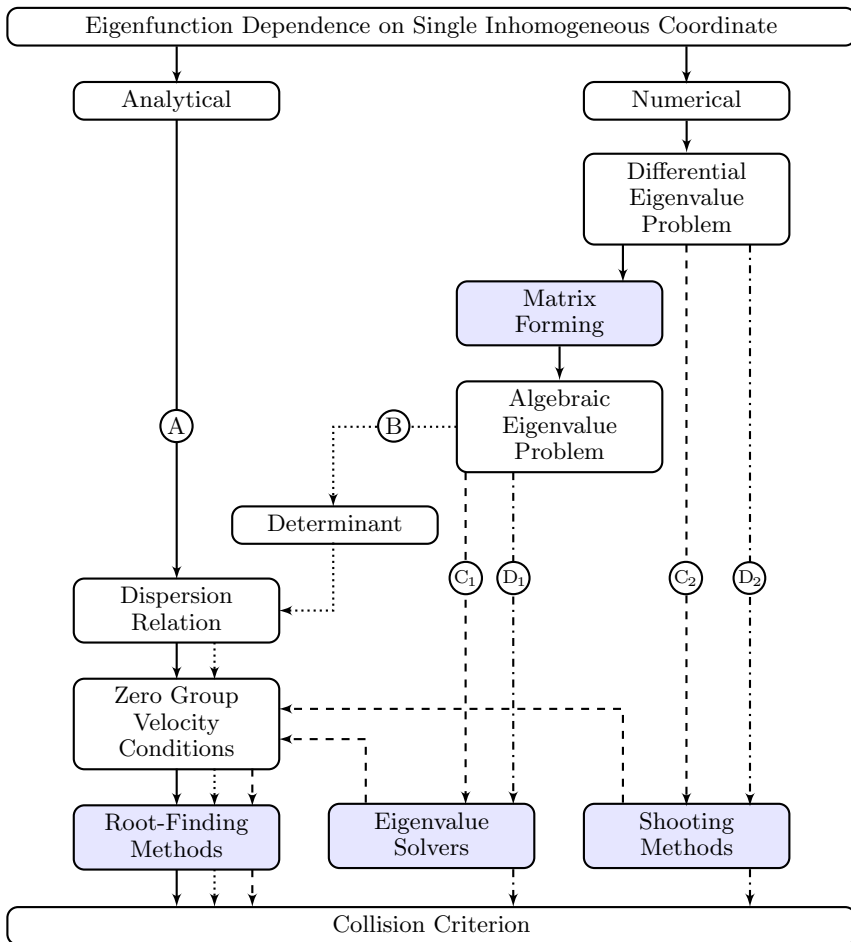 Eigenfunction Dependence on Single Inhomogeneous Coordinate
Analytical
Numerical
Differential
Eigenvalue
Problem
Matrix
Forming
Algebraic
Eigenvalue
Problem
A
B
Determinant
C₁
D₁
C₂
D₂
Dispersion
Relation
Zero Group
Velocity
Conditions
Root-Finding
Methods
Eigenvalue
Solvers
Shooting
Methods
Collision Criterion